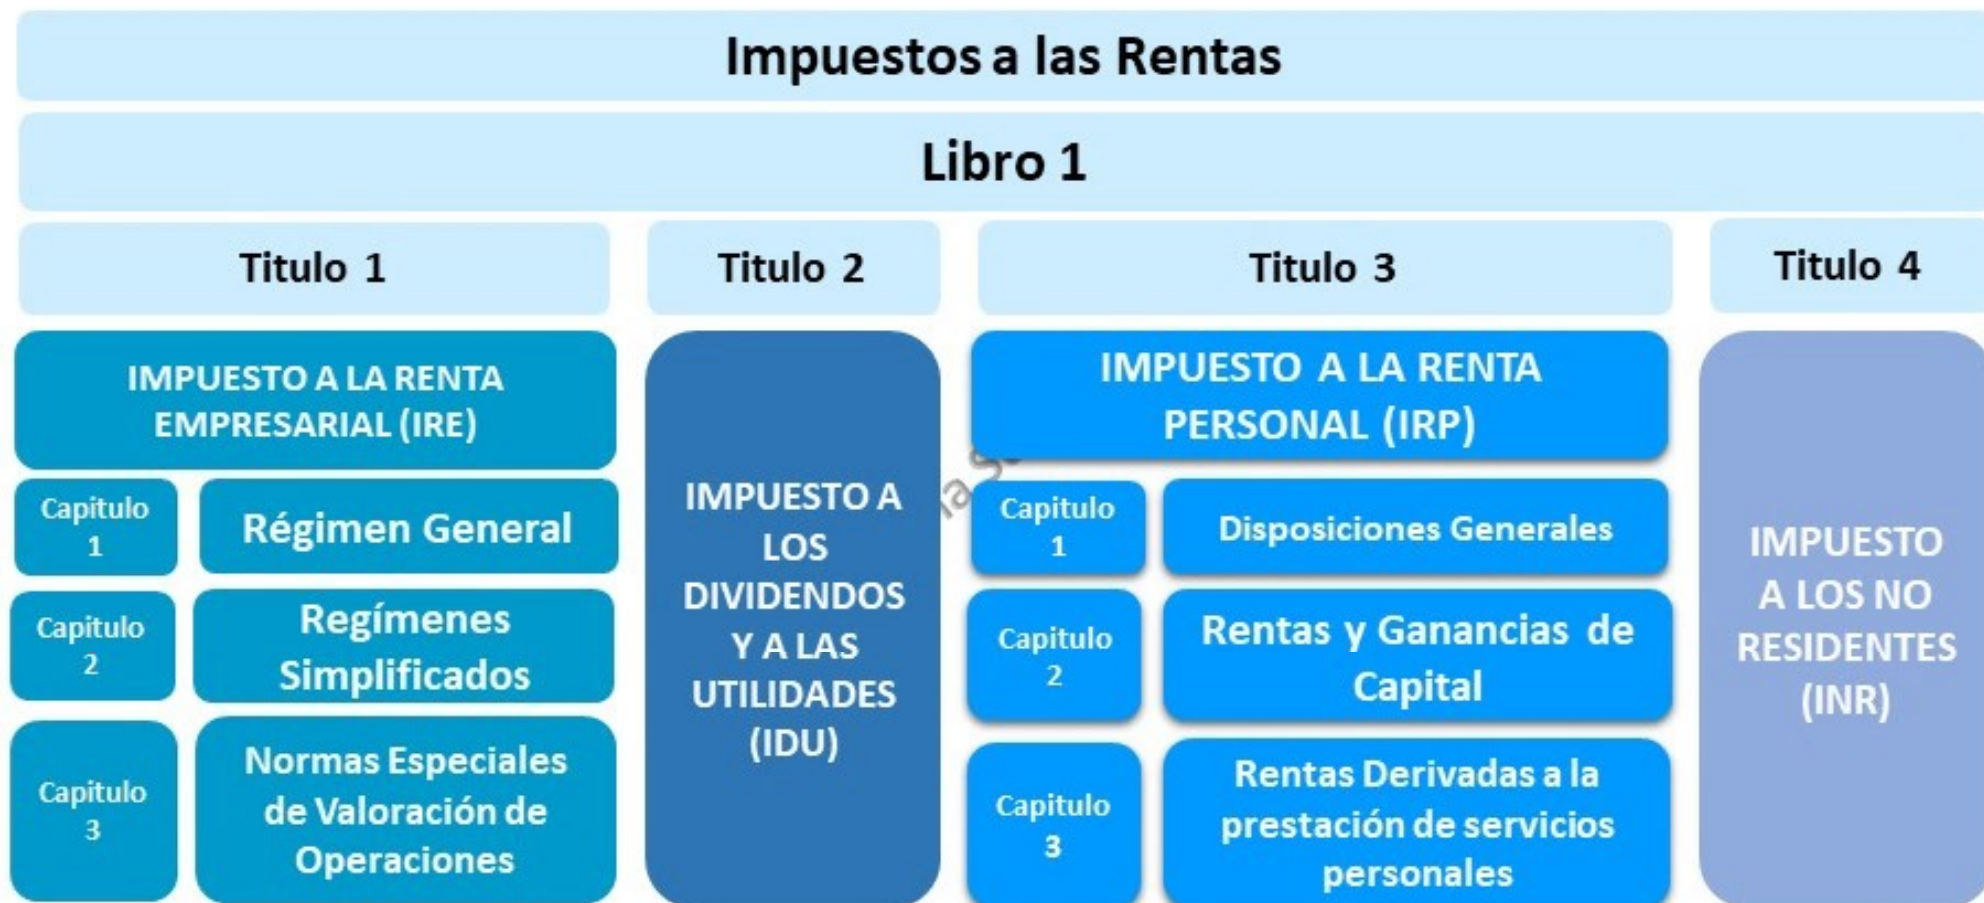 Impuestos a las Rentas
Libro 1
Titulo 1
IMPUESTO A LA RENTA
EMPRESARIAL (IRE)
Capitulo
1
Régimen General
Capitulo
2
Regímenes
Simplificados
Capitulo
3
Normas Especiales
de Valoración de
Operaciones
Titulo 2
IMPUESTO A
LOS
DIVIDENDOS
Y A LAS
UTILIDADES
(IDU)
Titulo 3
IMPUESTO A LA RENTA
PERSONAL (IRP)
Capitulo
1
Disposiciones Generales
Capitulo
2
Rentas y Ganancias de
Capital
Capitulo
3
Rentas Derivadas a la
prestación de servicios
personales
Titulo 4
IMPUESTO
A LOS NO
RESIDENTES
(INR)